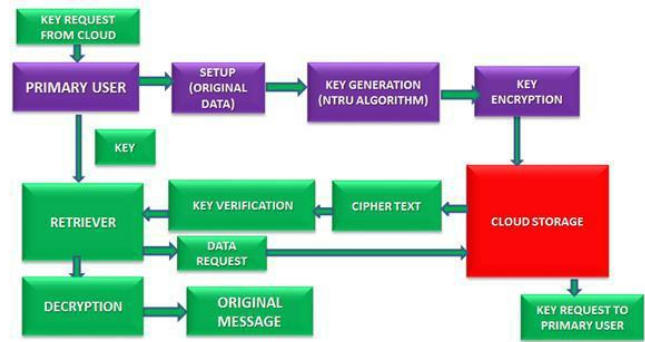 KEY REQUEST
FROM CLOUD
PRIMARY USER
SETUP
(ORIGINAL
DATA)
KEY GENERATION
(NTRU ALGORITHM)
KEY
ENCRYPTION
KEY
RETRIEVER
KEY VERIFICATION
CIPHER TEXT
CLOUD STORAGE
DATA
REQUEST
DECRYPTION
ORIGINAL
MESSAGE
KEY REQUEST TO
PRIMARY USER